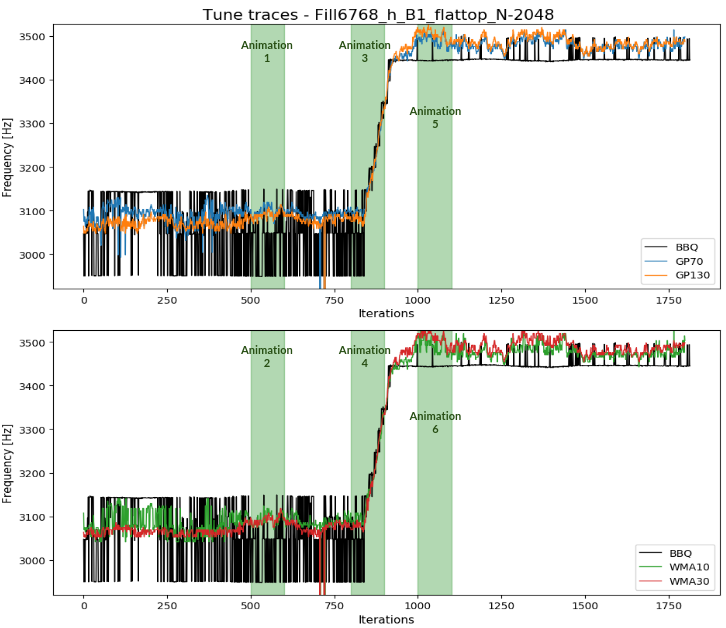 Tune traces - Fill6768_h_B1_flattop_N-2048
Frequency [Hz]
3500
3400
3300
3200
3100
3000
Animation
1
Animation
3
Animation
5
BBQ
GP70
GP130
0 250 500 750 1000 1250 1500 1750
Iterations
Frequency [Hz]
3500
3400
3300
3200
3100
3000
Animation
2
Animation
4
Animation
6
BBQ
WMA10
WMA30
0 250 500 750 1000 1250 1500 1750
Iterations